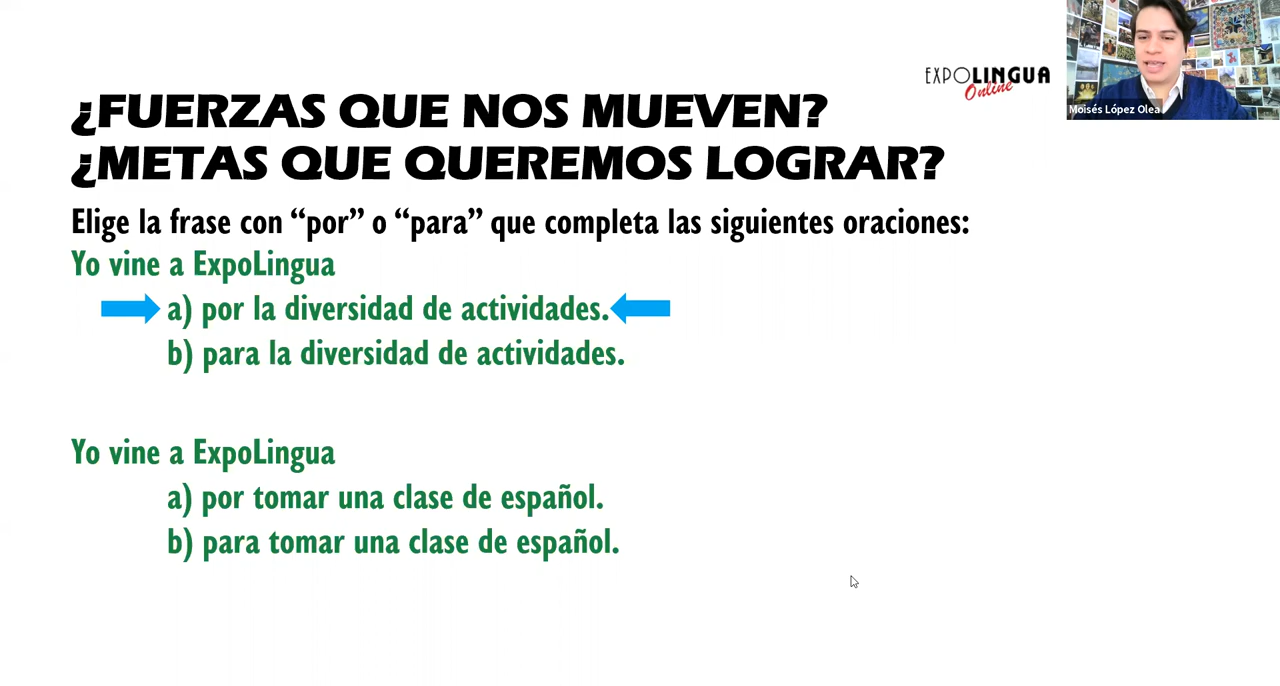 EXPOLINGUA
Online
Moisés López Olea
¿FUERZAS QUE NOS MUEVEN?
¿METAS QUE QUEREMOS LOGRAR?
Elige la frase con “por” o “para” que completa las siguientes oraciones:
Yo vine a ExpoLingua
a) por la diversidad de actividades.
b) para la diversidad de actividades.
Yo vine a ExpoLingua
a) por tomar una clase de español.
b) para tomar una clase de español.